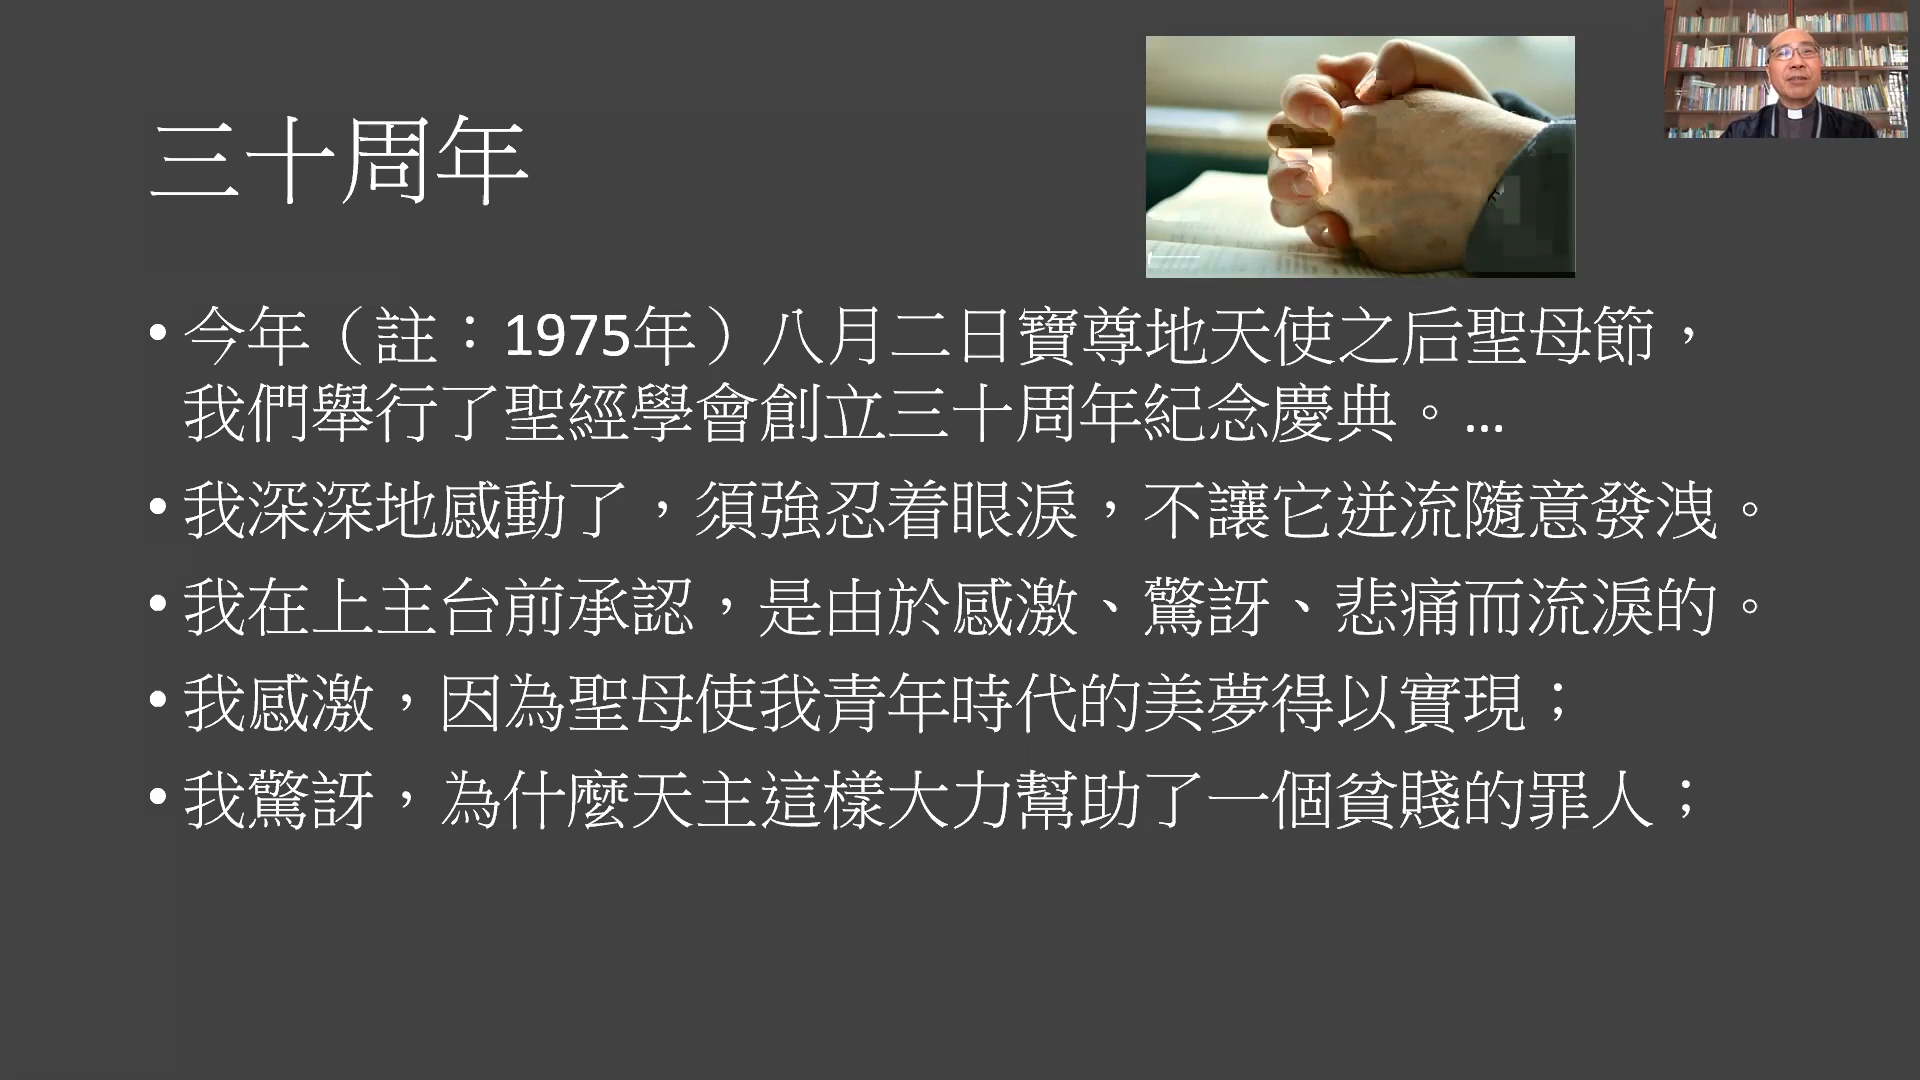 三十周年
• 今年（註：1975年）八月二日寶尊地天使之后聖母節，
我們舉行了聖經學會創立三十周年紀念慶典。...
• 我深深地感動了，須強忍着眼淚，不讓它迸流隨意發洩。
• 我在上主台前承認，是由於感激、驚訝、悲痛而流淚的。
• 我感激，因為聖母使我青年時代的美夢得以實現；
• 我驚訝，為什麼天主這樣大力幫助了一個貧賤的罪人；